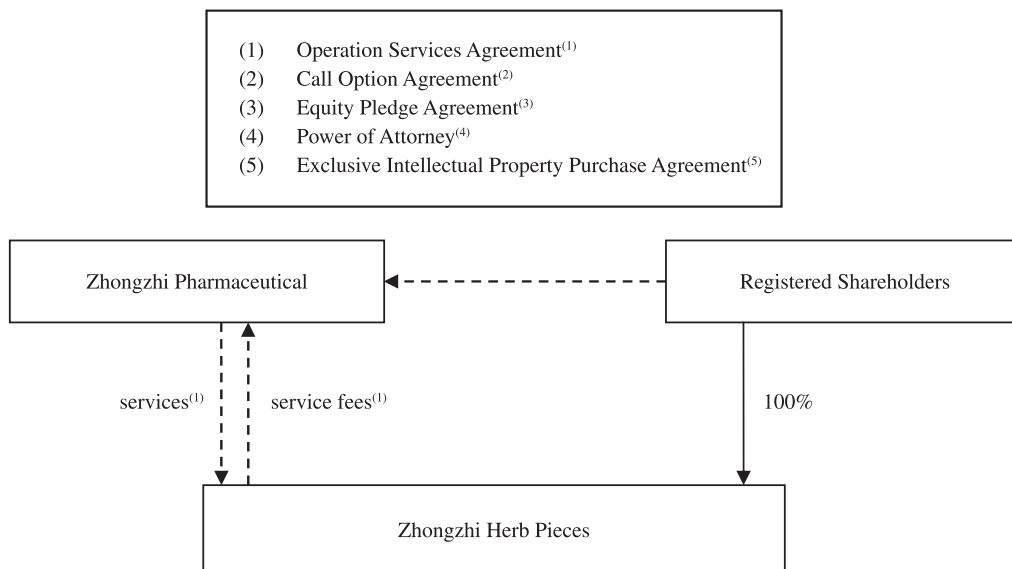 (1) Operation Services Agreement(1)
(2) Call Option Agreement(2)
(3) Equity Pledge Agreement(3)
(4) Power of Attorney(4)
(5) Exclusive Intellectual Property Purchase Agreement(5)
Zhongzhi Pharmaceutical
Registered Shareholders
services(1)
service fees(1)
100%
Zhongzhi Herb Pieces